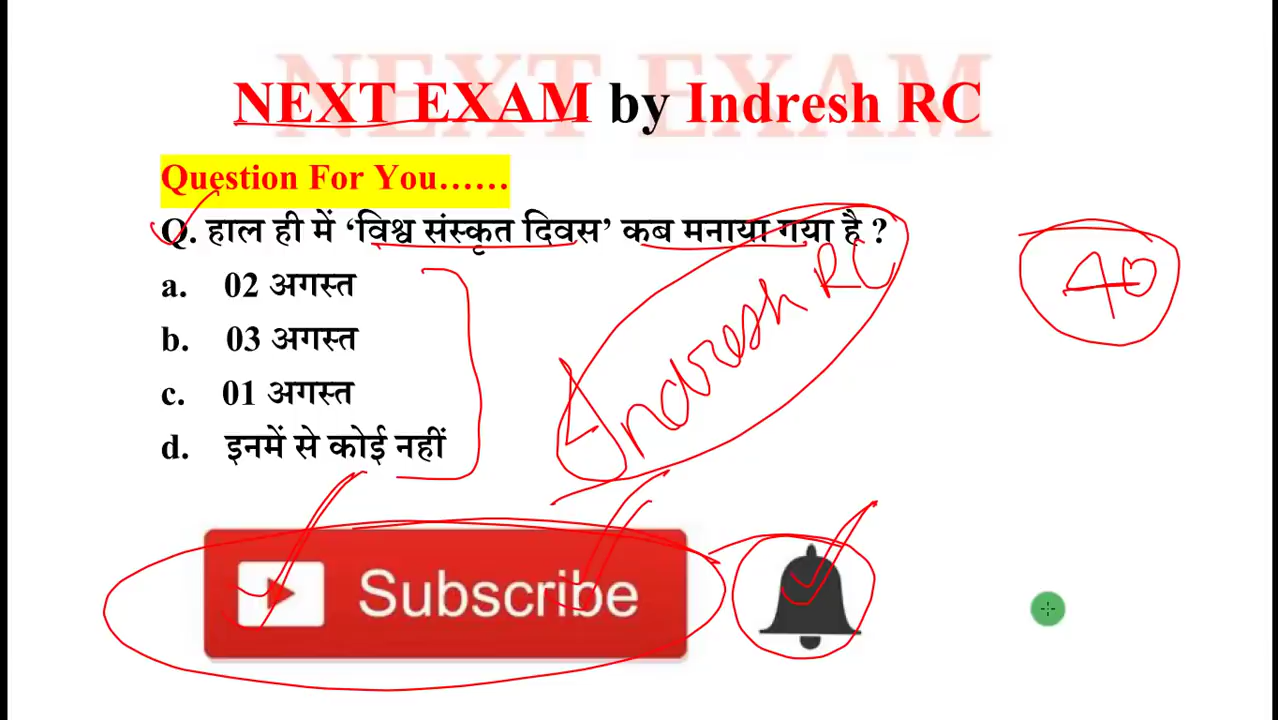 NEXT EXAM by Indresh RC
Question For You......
Q. हाल ही में ‘विश्व संस्कृत दिवस’ कब मनाया गया है ?
a. 02 अगस्त
b. 03 अगस्त
c. 01 अगस्त
d. इनमें से कोई नहीं
Indresh RC
40
Subscribe